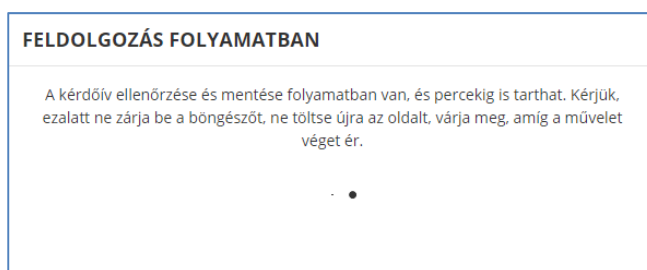 FELDOLGOZÁS FOLYAMATBAN
A kérdőív ellenőrzése és mentése folyamatban van, és percekig is tarthat. Kérjük,
ezalatt ne zárja be a böngészőt, ne töltse újra az oldalt, várja meg, amíg a művelet
véget ér.